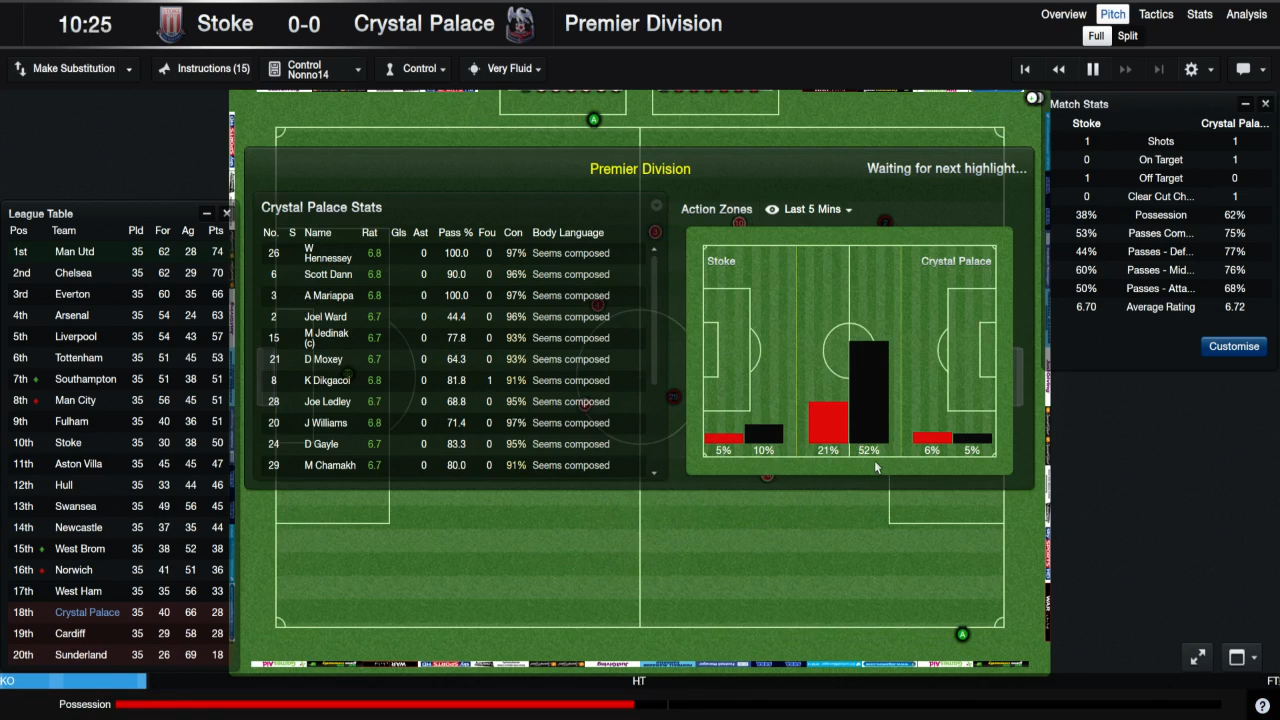 10:25 Stoke 0-0 Crystal Palace Premier Division
Overview Pitch Tactics Stats Analysis
Full Split
Make Substitution Instructions (15) Control Nonno14 Control Very Fluid
Premier Division
Waiting for next highlight...
League Table
Pos Team Pld For Ag Pts
1st Man Utd 35 62 28 74
2nd Chelsea 35 62 29 70
3rd Everton 35 60 35 66
4th Arsenal 35 54 24 63
5th Liverpool 35 54 43 57
6th Tottenham 35 51 45 53
7th Southampton 35 51 38 51
8th Man City 35 56 45 51
9th Fulham 35 40 36 51
10th Stoke 35 30 38 50
11th Aston Villa 35 45 45 47
12th Hull 35 33 44 46
13th Swansea 35 49 56 45
14th Newcastle 35 37 35 44
15th West Brom 35 38 52 38
16th Norwich 35 41 51 36
17th West Ham 35 35 56 33
18th Crystal Palace 35 40 66 28
19th Cardiff 35 29 58 28
20th Sunderland 35 26 69 18
Crystal Palace Stats
No. S Name Rat Gls Ast Pass % Fou Con Body Language
26 W Hennessey 6.8 0 100.0 0 97% Seems composed
6 Scott Dann 6.8 0 90.0 0 96% Seems composed
3 A Mariappa 6.8 0 100.0 0 97% Seems composed
2 Joel Ward 6.7 0 44.4 0 96% Seems composed
15 M Jedinak (c) 6.7 0 77.8 0 93% Seems composed
21 D Moxey 6.7 0 64.3 0 93% Seems composed
8 K Dikgacoi 6.8 0 81.8 1 91% Seems composed
28 Joe Ledley 6.7 0 68.8 0 95% Seems composed
20 J Williams 6.8 0 71.4 0 97% Seems composed
24 D Gayle 6.7 0 83.3 0 95% Seems composed
29 M Chamakh 6.7 0 80.0 0 91% Seems composed
Action Zones Last 5 Mins
Stoke Crystal Palace
5% 10% 21% 52% 6% 5%
Match Stats
Stoke Crystal Pala...
1 Shots 1
0 On Target 1
1 Off Target 0
0 Clear Cut Ch... 1
38% Possession 62%
53% Passes Com... 75%
44% Passes - Def... 77%
60% Passes - Mid... 76%
50% Passes - Atta... 68%
6.70 Average Rating 6.72
Customise
A
A
KO HT FT
Possession
?